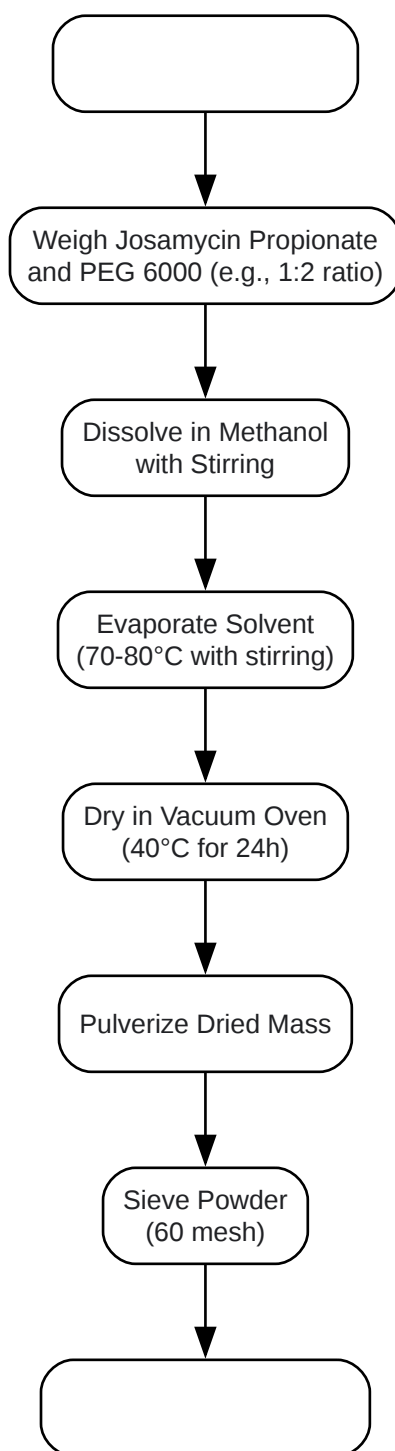 Weigh Josamycin Propionate
and PEG 6000 (e.g., 1:2 ratio)
Dissolve in Methanol
with Stirring
Evaporate Solvent
(70-80°C with stirring)
Dry in Vacuum Oven
(40°C for 24h)
Pulverize Dried Mass
Sieve Powder
(60 mesh)